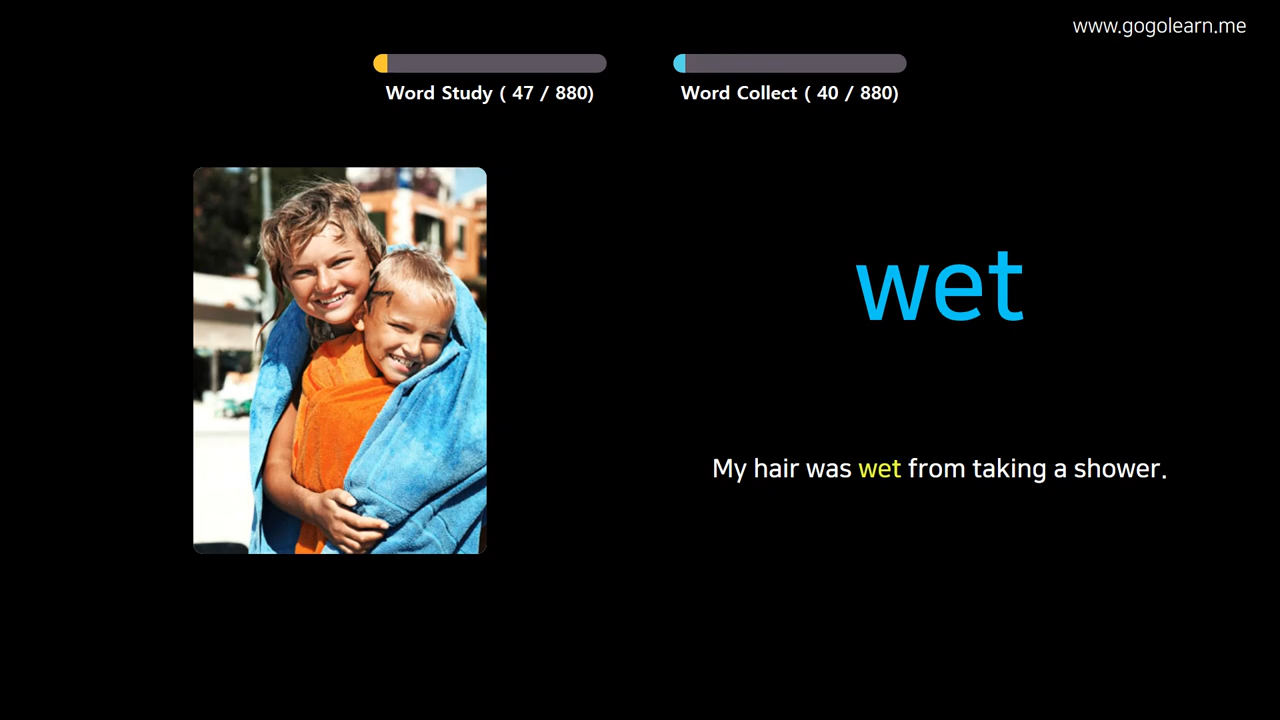 www.gogolearn.me
Word Study ( 47 / 880)
Word Collect ( 40 / 880)
wet
My hair was wet from taking a shower.